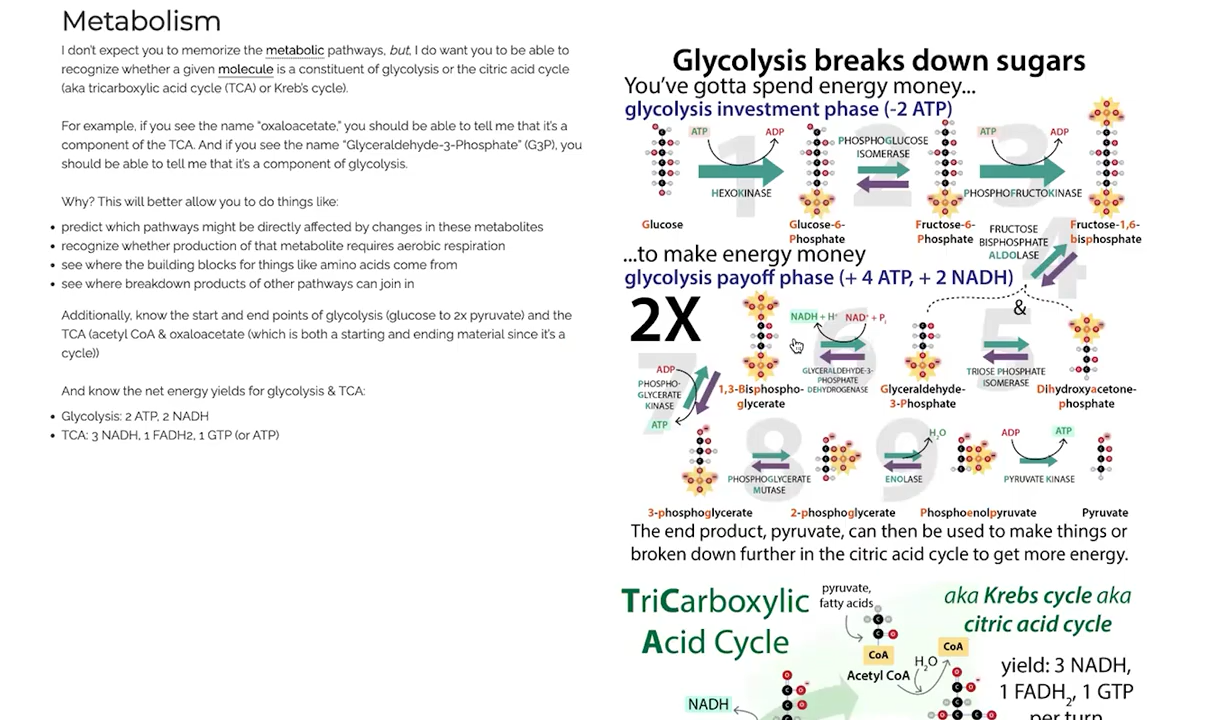 Metabolism
I don't expect you to memorize the metabolic pathways, but, I do want you to be able to
recognize whether a given molecule is a constituent of glycolysis or the citric acid cycle
(aka tricarboxylic acid cycle (TCA) or Kreb's cycle).
For example, if you see the name "oxaloacetate," you should be able to tell me that it's a
component of the TCA. And if you see the name "Glyceraldehyde-3-Phosphate" (G3P), you
should be able to tell me that it's a component of glycolysis.
Why? This will better allow you to do things like:
• predict which pathways might be directly affected by changes in these metabolites
• recognize whether production of that metabolite requires aerobic respiration
• see where the building blocks for things like amino acids come from
• see where breakdown products of other pathways can join in
Additionally, know the start and end points of glycolysis (glucose to 2x pyruvate) and the
TCA (acetyl CoA & oxaloacetate (which is both a starting and ending material since it's a
cycle))
And know the net energy yields for glycolysis & TCA:
• Glycolysis: 2 ATP, 2 NADH
• TCA: 3 NADH, 1 FADH2, 1 GTP (or ATP)
Glycolysis breaks down sugars
You've gotta spend energy money...
glycolysis investment phase (-2 ATP)
ATP ADP
1
HEXOKINASE
PHOSPHOGLUCOSE
ISOMERASE
2
ATP ADP
3
PHOSPHOFRUCTOKINASE
Glucose
Glucose-6-
Phosphate
Fructose-6-
Phosphate
Fructose-1,6-
bisphosphate
FRUCTOSE
BISPHOSPHATE
ALDOLASE
4
...to make energy money
glycolysis payoff phase (+ 4 ATP, + 2 NADH)
2X
&
NADH + H⁺ NAD⁺ + Pi
6
GLYCERALDEHYDE-3-
PHOSPHATE
DEHYDROGENASE
5
TRIOSE PHOSPHATE
ISOMERASE
1,3-Bisphospho-
glycerate
Glyceraldehyde-
3-Phosphate
Dihydroxyacetone-
phosphate
7
ADP
PHOSPHO-
GLYCERATE
KINASE
ATP
8
PHOSPHOGLYCERATE
MUTASE
9
H₂O
ENOLASE
ADP ATP
PYRUVATE KINASE
3-phosphoglycerate 2-phosphoglycerate Phosphoenolpyruvate Pyruvate
The end product, pyruvate, can then be used to make things or
broken down further in the citric acid cycle to get more energy.
TriCarboxylic
Acid Cycle
pyruvate,
fatty acids
CoA
Acetyl CoA
H₂O
CoA
NADH
aka Krebs cycle aka
citric acid cycle
yield: 3 NADH,
1 FADH₂, 1 GTP
per turn